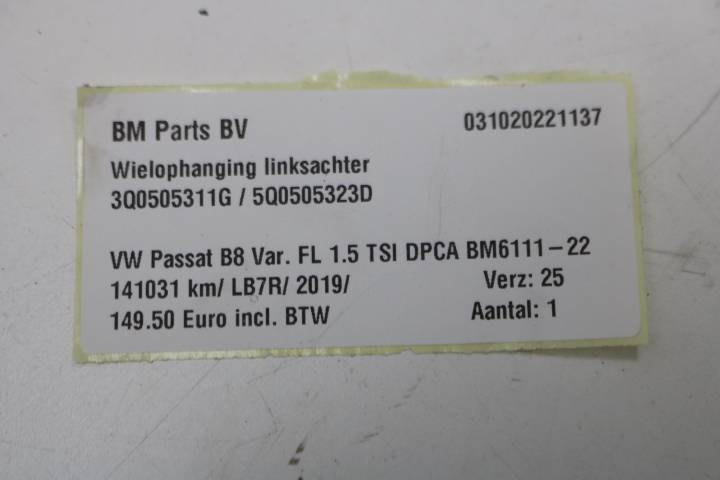 BM Parts BV 031020221137
Wielophanging linksachter
3Q0505311G / 5Q0505323D
VW Passat B8 Var. FL 1.5 TSI DPCA BM6111-22
141031 km/ LB7R/ 2019/ Verz: 25
149.50 Euro incl. BTW Aantal: 1